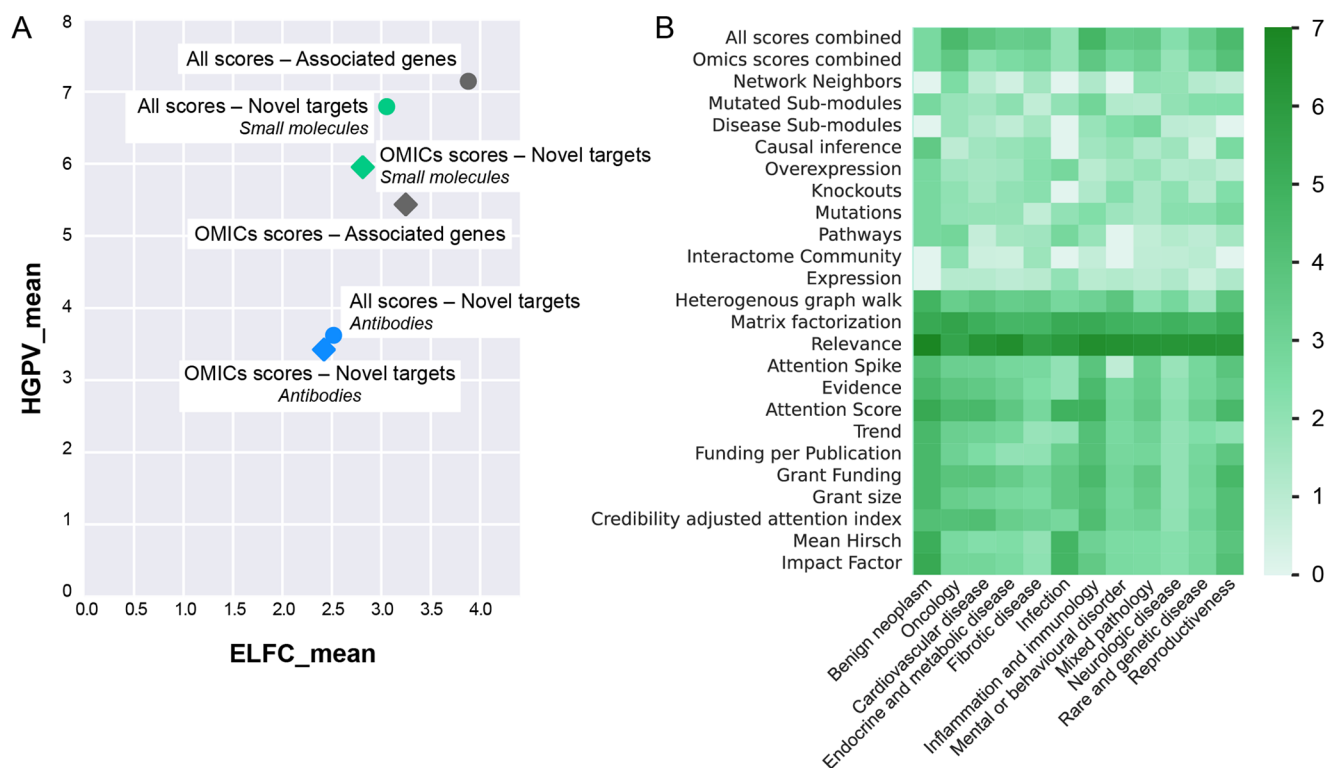 A
8
7
6
5
4
3
2
1
0
0.0 0.5 1.0 1.5 2.0 2.5 3.0 3.5 4.0
HGPV_mean
ELFC_mean
All scores – Associated genes
All scores – Novel targets
Small molecules
OMICs scores – Novel targets
Small molecules
OMICs scores – Associated genes
All scores – Novel targets
Antibodies
OMICs scores – Novel targets
Antibodies
B
All scores combined
Omics scores combined
Network Neighbors
Mutated Sub-modules
Disease Sub-modules
Causal inference
Overexpression
Knockouts
Mutations
Pathways
Interactome Community
Expression
Heterogenous graph walk
Matrix factorization
Relevance
Attention Spike
Evidence
Attention Score
Trend
Funding per Publication
Grant Funding
Grant size
Credibility adjusted attention index
Mean Hirsch
Impact Factor
Benign neoplasm
Oncology
Cardiovascular disease
Endocrine and metabolic disease
Fibrotic disease
Infection
Inflammation and immunology
Mental or behavioural disorder
Mixed pathology
Neurologic disease
Rare and genetic disease
Reproductiveness
7
6
5
4
3
2
1
0